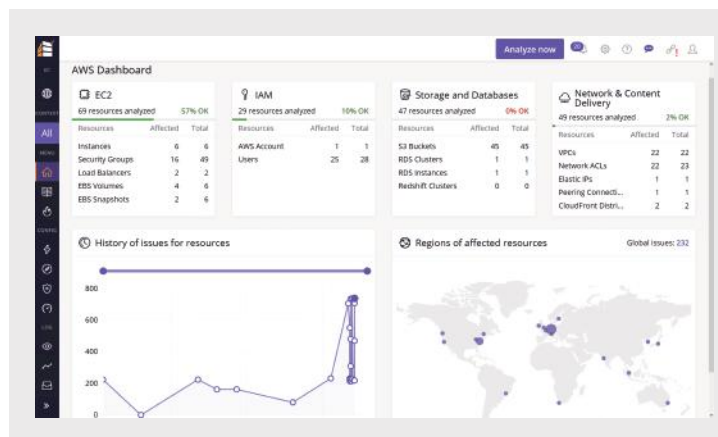 Analyze now
AWS Dashboard
EC2
69 resources analyzed 57% OK
Resources Affected Total
Instances 6 6
Security Groups 16 49
Load Balancers 2 2
EBS Volumes 4 6
EBS Snapshots 2 6
IAM
29 resources analyzed 10% OK
Resources Affected Total
AWS Account 1 1
Users 25 28
Storage and Databases
47 resources analyzed 0% OK
Resources Affected Total
S3 Buckets 45 45
RDS Clusters 1 1
RDS Instances 1 1
Redshift Clusters 0 0
Network & Content
Delivery
49 resources analyzed 2% OK
Resources Affected Total
VPCs 22 22
Network ACLs 22 23
Elastic IPs 1 1
Peering Connecti... 1 1
CloudFront Distri... 2 2
All
MENU
CONFIG
LOG
History of issues for resources
800
600
400
200
0
Regions of affected resources Global Issues: 232